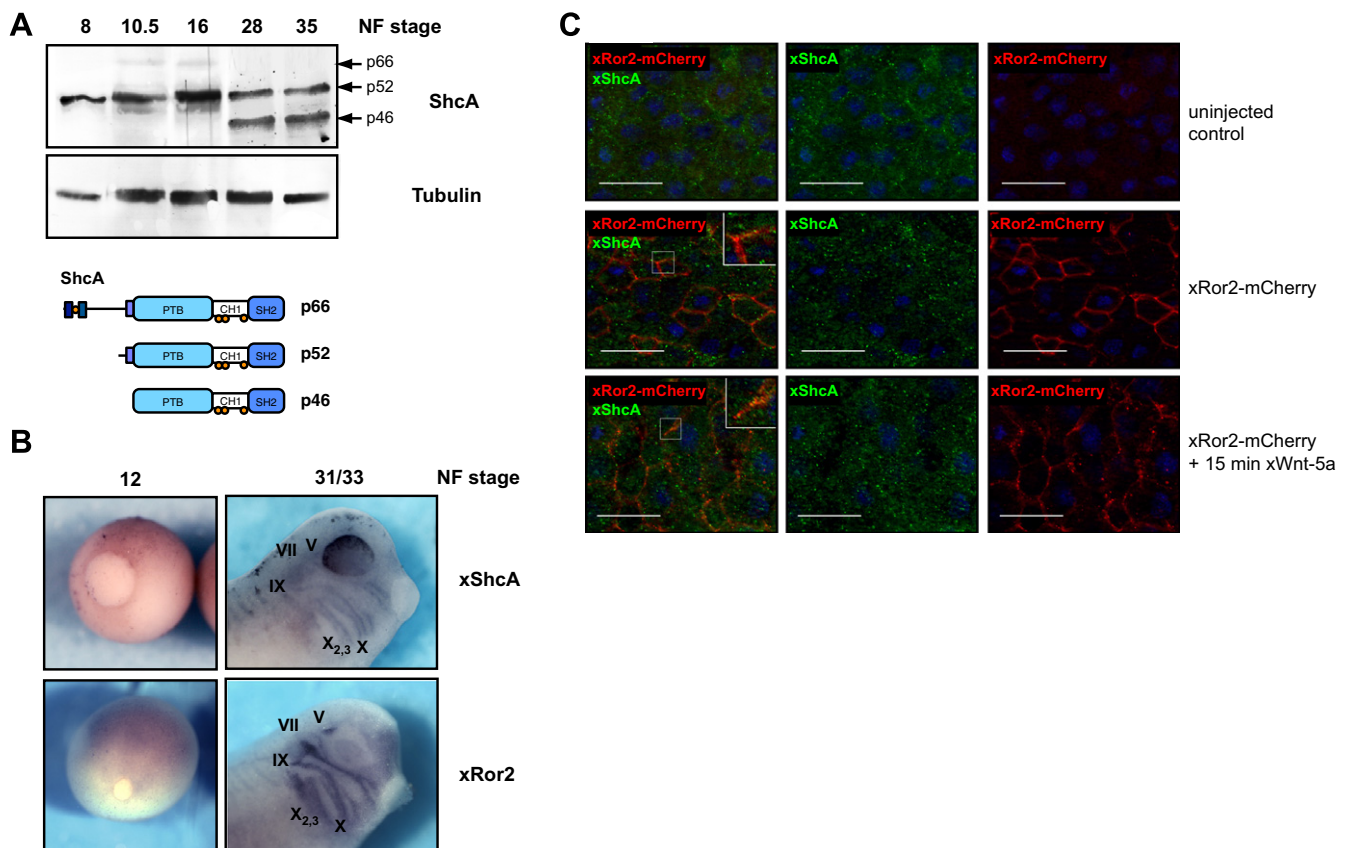 A
8 10.5 16 28 35 NF stage
p66
p52
p46
ShcA
Tubulin
ShcA
PTB CH1 SH2 p66
PTB CH1 SH2 p52
PTB CH1 SH2 p46
B
12 31/33 NF stage
VII V
IX
X2,3 X
xShcA
VII V
IX
X2,3
X
xRor2
C
xRor2-mCherry
xShcA
xShcA
xRor2-mCherry
uninjected
control
xRor2-mCherry
xShcA
xShcA
xRor2-mCherry
xRor2-mCherry
xRor2-mCherry
xShcA
xShcA
xRor2-mCherry
xRor2-mCherry
+ 15 min xWnt-5a